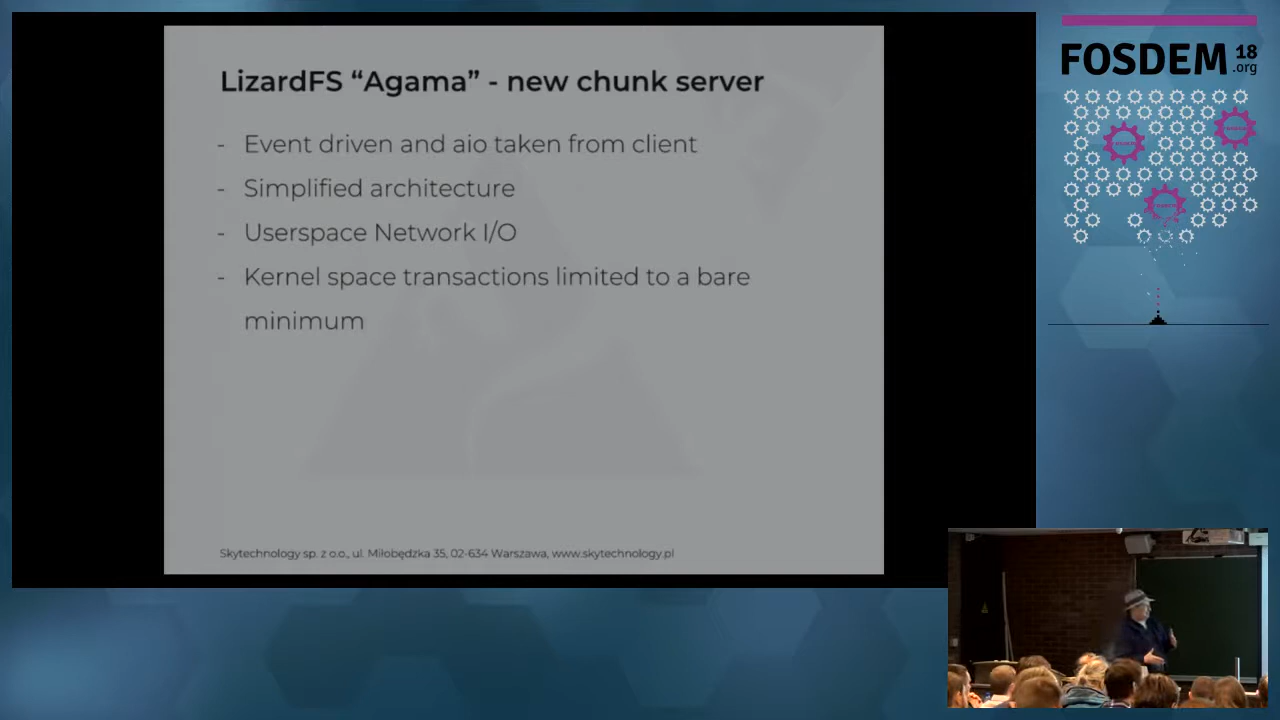 LizardFS “Agama” - new chunk server
- Event driven and aio taken from client
- Simplified architecture
- Userspace Network I/O
- Kernel space transactions limited to a bare
minimum
Skytechnology sp. z o.o., ul. Miłobędzka 35, 02-634 Warszawa, www.skytechnology.pl
FOSDEM 18
.org